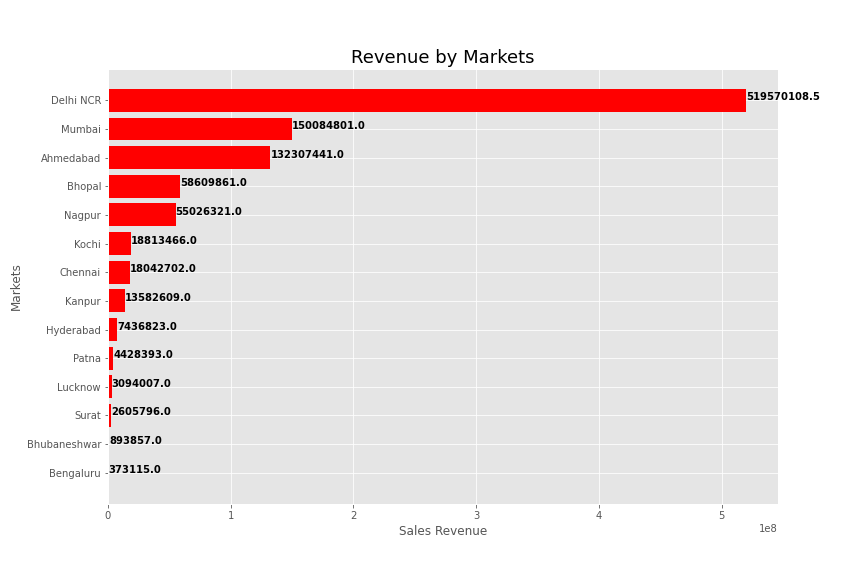 Revenue by Markets
Delhi NCR 519570108.5
Mumbai 150084801.0
Ahmedabad 132307441.0
Bhopal 58609861.0
Nagpur 55026321.0
Kochi 18813466.0
Chennai 18042702.0
Kanpur 13582609.0
Hyderabad 7436823.0
Patna 4428393.0
Lucknow 3094007.0
Surat 2605796.0
Bhubaneshwar 893857.0
Bengaluru 373115.0
Markets
0 1 2 3 4 5
1e8
Sales Revenue